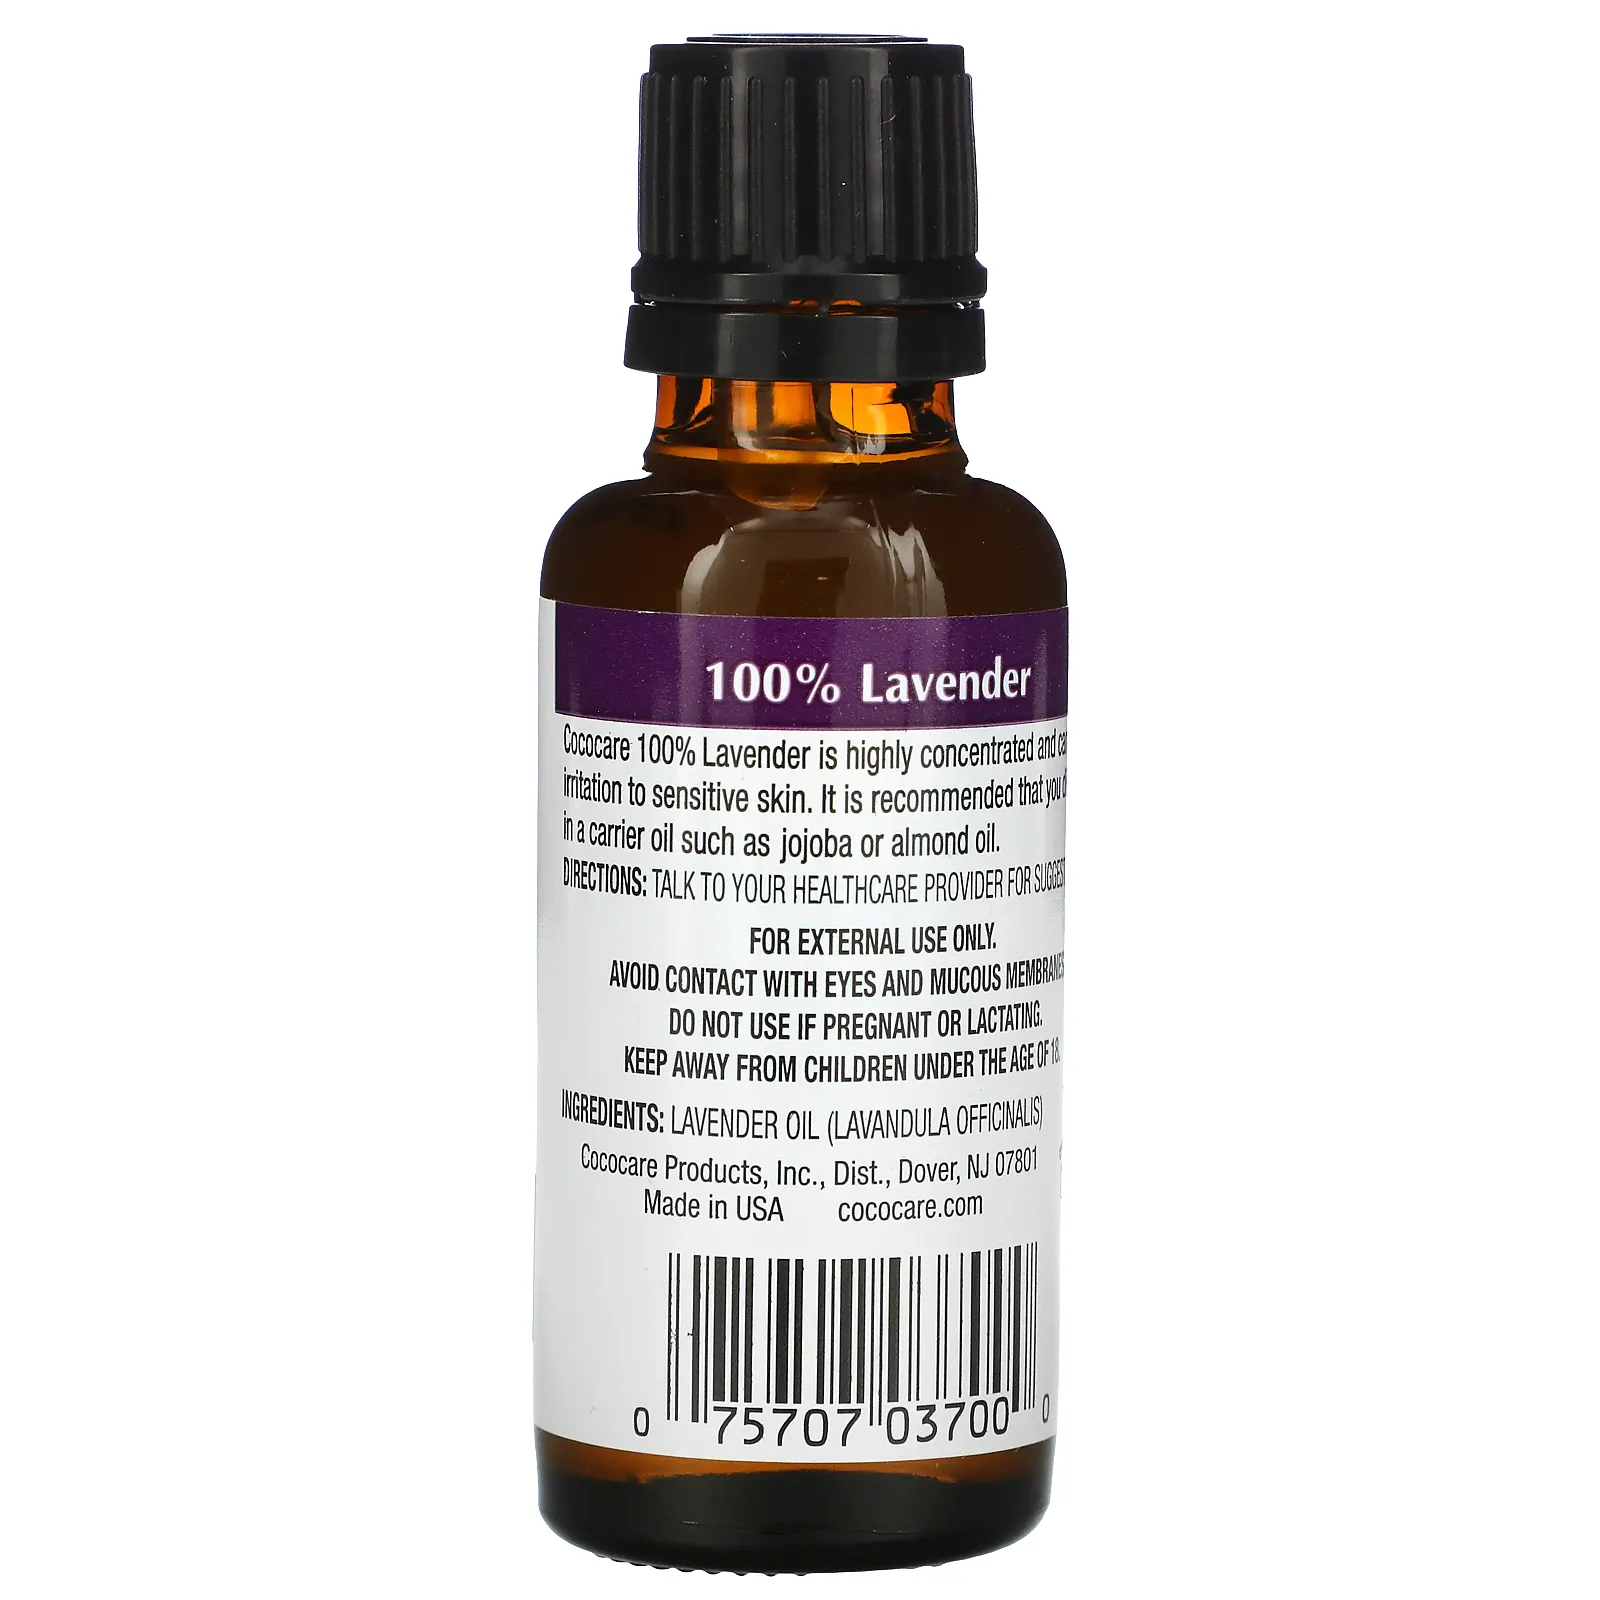 100% Lavender
Cococare 100% Lavender is highly concentrated and
irritation to sensitive skin. It is recommended that you
in a carrier oil such as jojoba or almond oil.
DIRECTIONS: TALK TO YOUR HEALTHCARE PROVIDER FOR
FOR EXTERNAL USE ONLY.
AVOID CONTACT WITH EYES AND MUCOUS MEMBRANES
DO NOT USE IF PREGNANT OR LACTATING.
KEEP AWAY FROM CHILDREN UNDER THE AGE OF 18.
INGREDIENTS: LAVENDER OIL (LAVANDULA OFFICINALIS)
Cococare Products, Inc., Dist., Dover, NJ 07801
Made in USA cococare.com
0 75707 03700 0